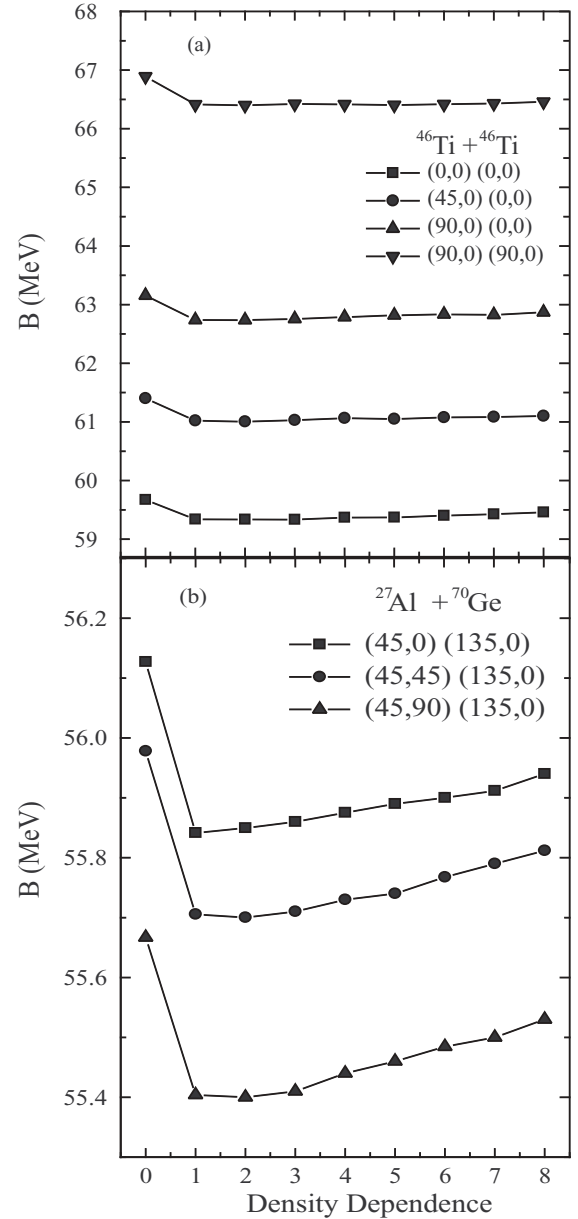 68
(a)
67
66
⁴⁶Ti + ⁴⁶Ti
(0,0) (0,0)
65
(45,0) (0,0)
(90,0) (0,0)
64
(90,0) (90,0)
B (MeV)
63
62
61
60
59
(b)
²⁷Al + ⁷⁰Ge
56.2
(45,0) (135,0)
(45,45) (135,0)
(45,90) (135,0)
56.0
B (MeV)
55.8
55.6
55.4
0 1 2 3 4 5 6 7 8
Density Dependence